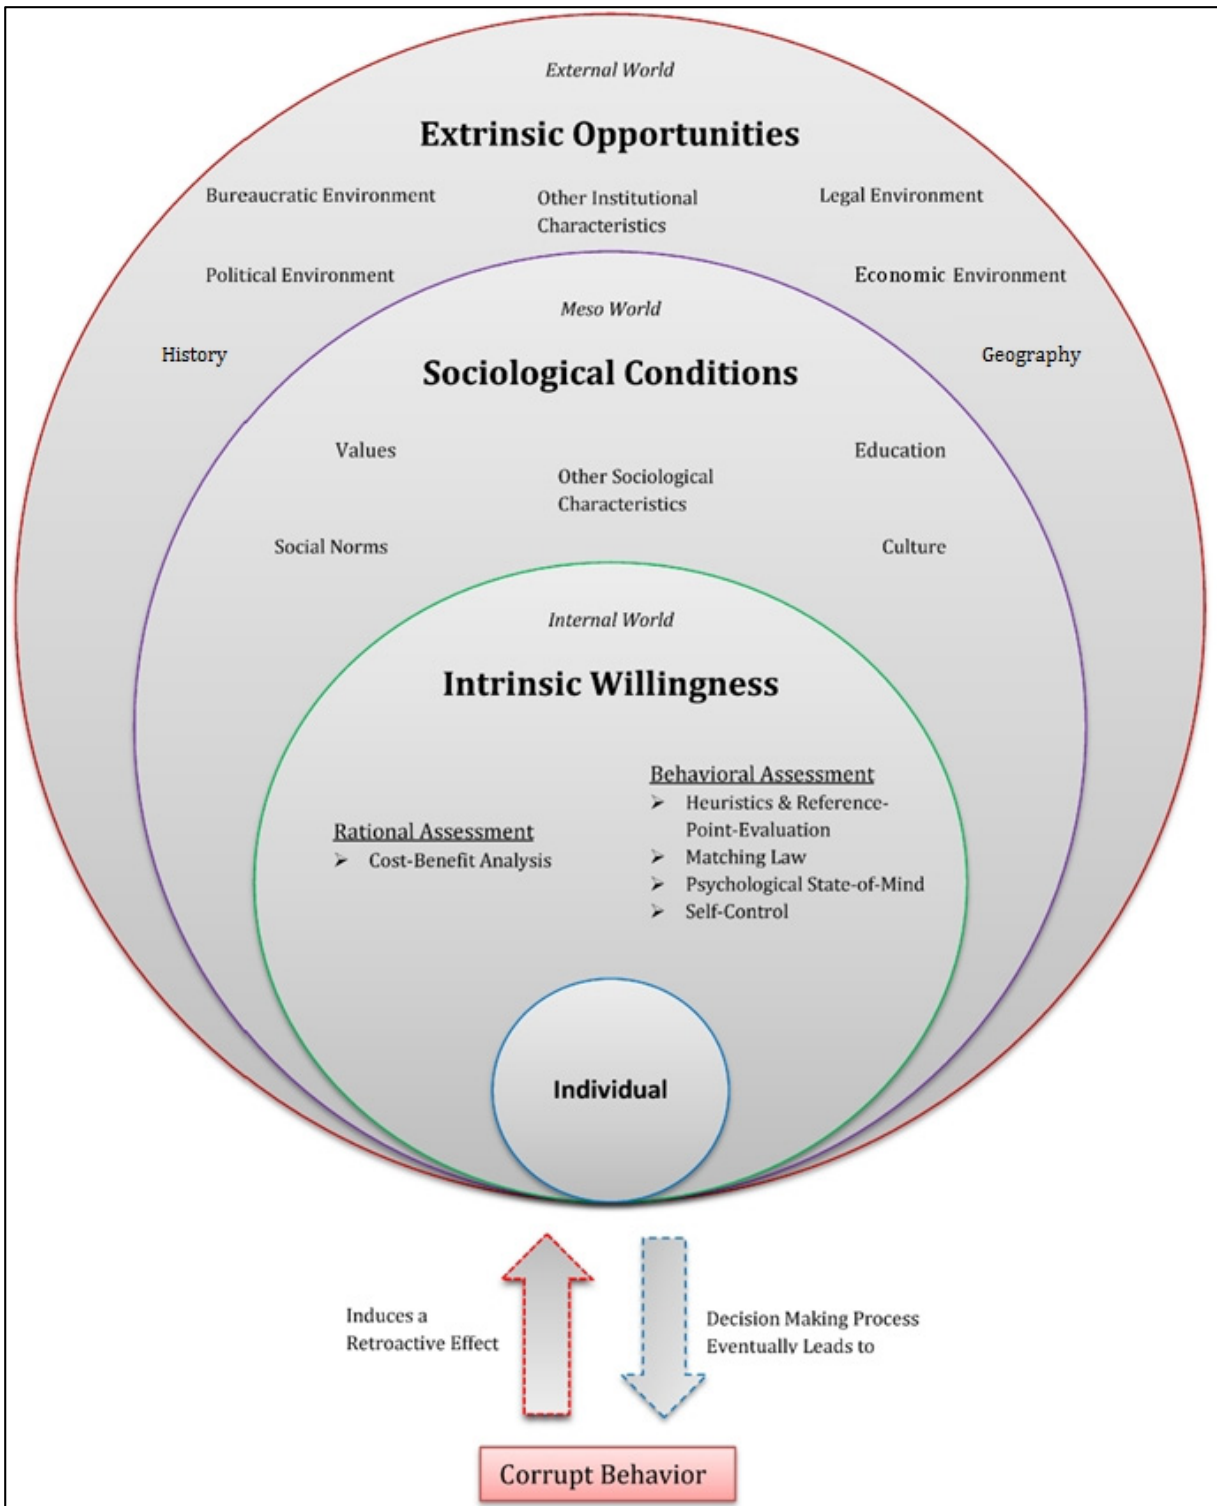 External World
Extrinsic Opportunities
Bureaucratic Environment
Other Institutional
Characteristics
Legal Environment
Political Environment
Economic Environment
History
Geography
Meso World
Sociological Conditions
Values
Education
Other Sociological
Characteristics
Social Norms
Culture
Internal World
Intrinsic Willingness
Rational Assessment
➢ Cost-Benefit Analysis
Behavioral Assessment
➢ Heuristics & Reference-
Point-Evaluation
➢ Matching Law
➢ Psychological State-of-Mind
➢ Self-Control
Individual
Induces a
Retroactive Effect
Decision Making Process
Eventually Leads to
Corrupt Behavior